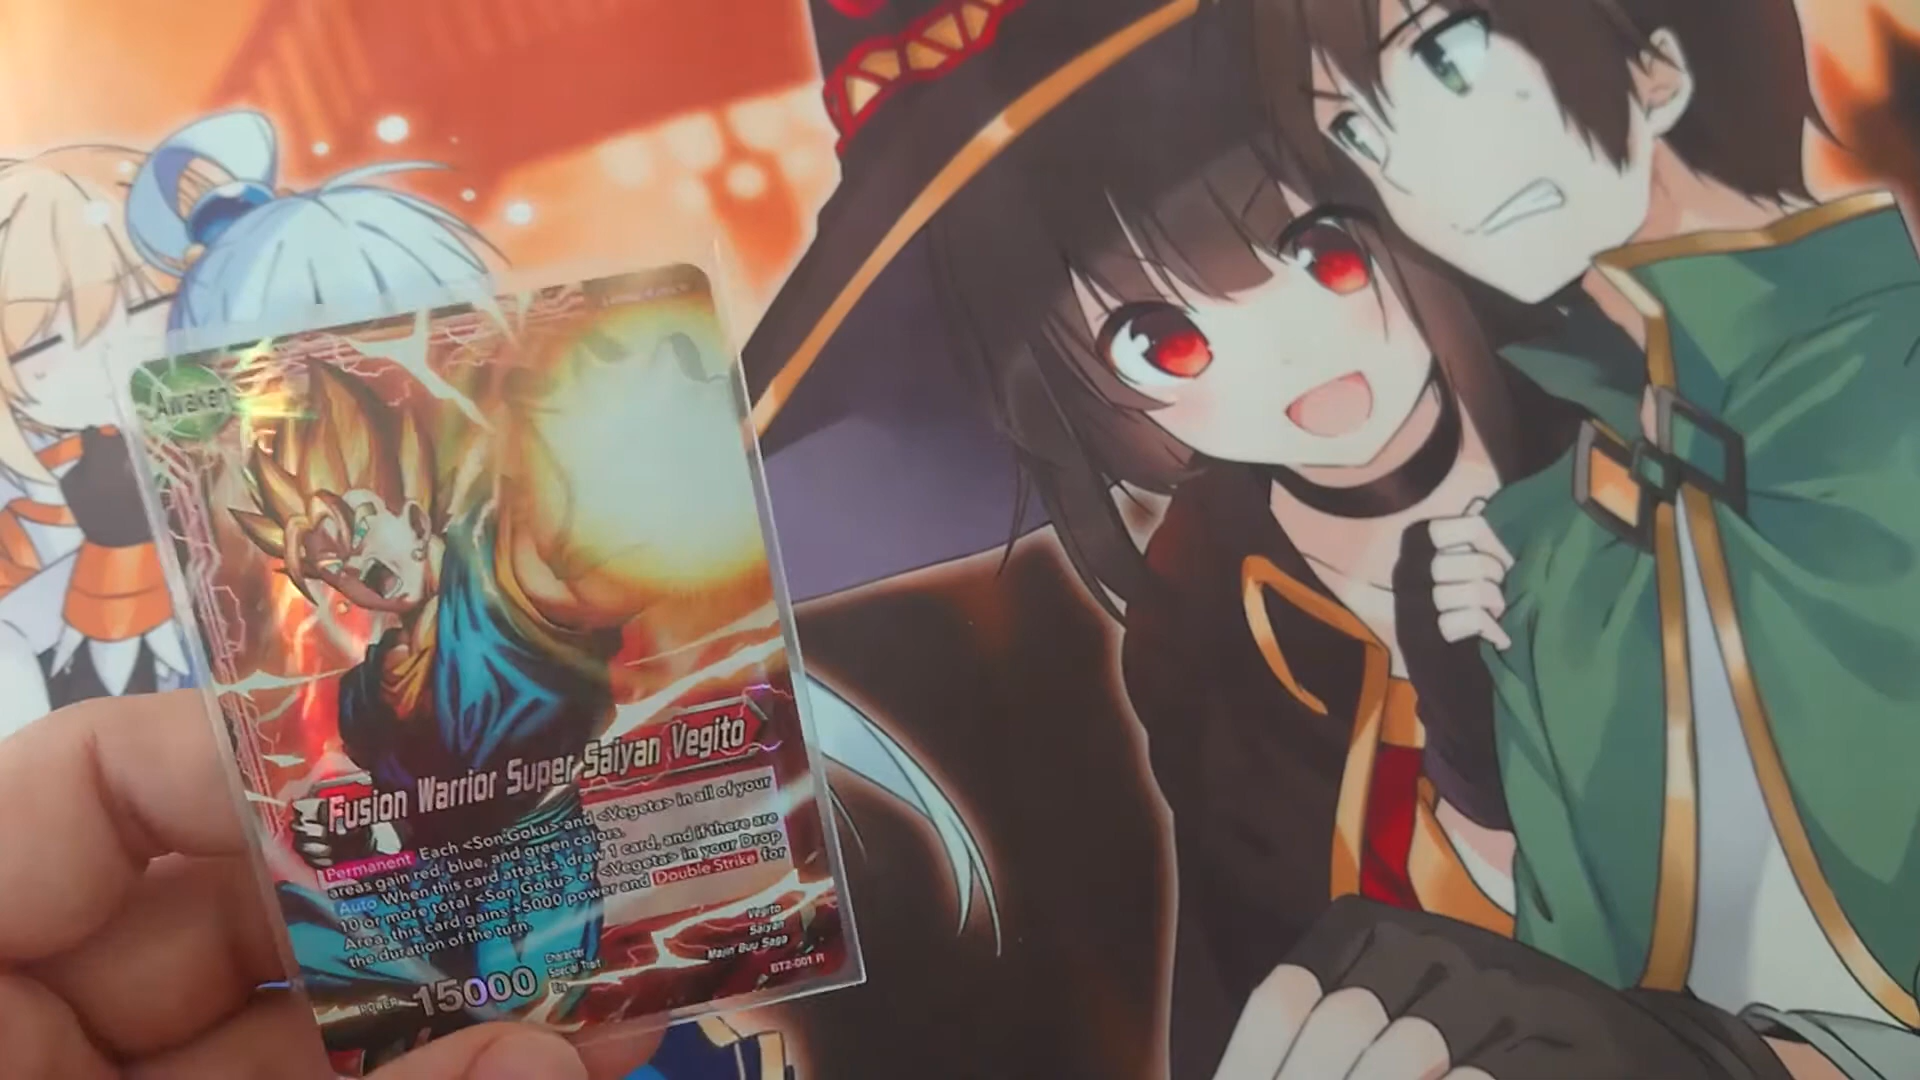 Awaken
Fusion Warrior Super Saiyan Vegito
Permanent Each <Son Goku> and <Vegeta> in all of your
areas gain red, blue, and green colors.
Auto When this card attacks, draw 1 card, and if there are
10 or more total <Son Goku> or <Vegeta> in your Drop
Area, this card gains +5000 power and Double Strike for
the duration of the turn.
POWER 15000
Character Vegito
Special Trait Saiyan
Era Majin Buu Saga
BT2-001 R